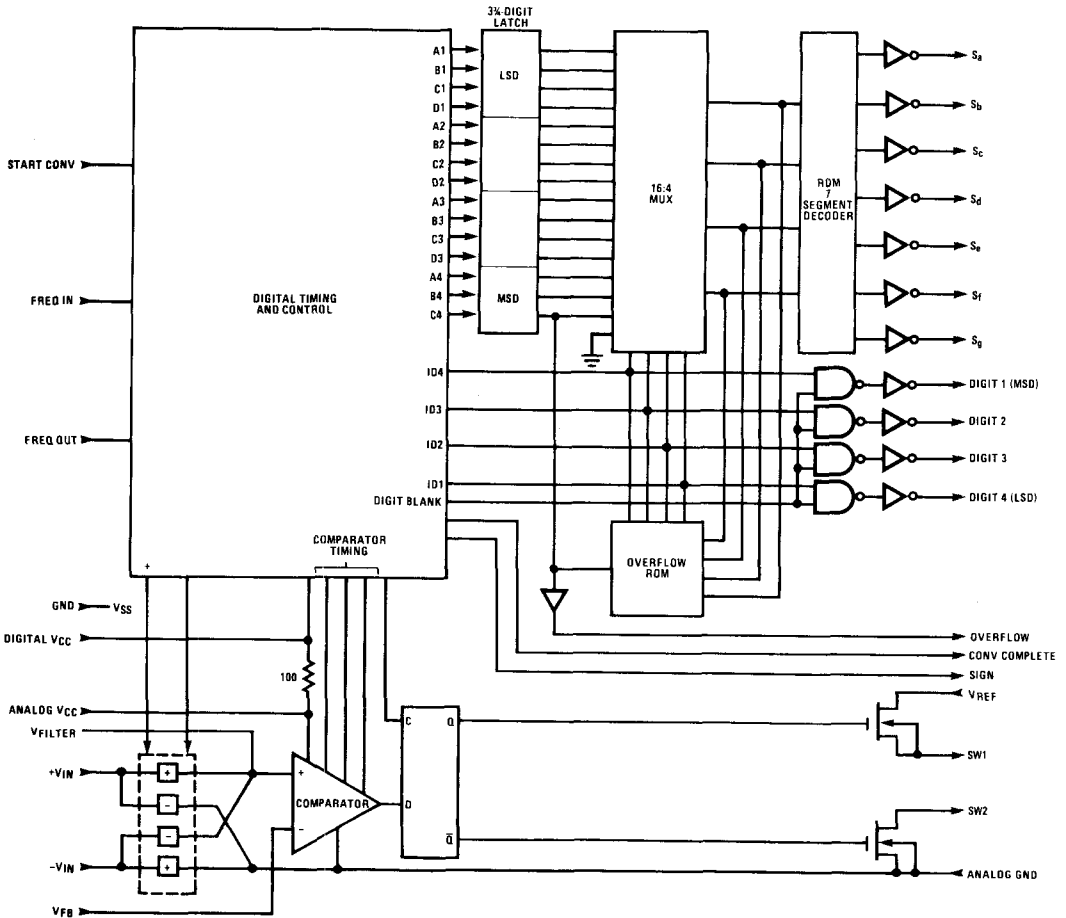 3¾-DIGIT
LATCH
A1
B1
C1
D1
A2
B2
C2
D2
A3
B3
C3
D3
A4
B4
C4
LSD
MSD
16:4
MUX
ROM
7
SEGMENT
DECODER
Sa
Sb
Sc
Sd
Se
Sf
Sg
START CONV
FREQ IN
FREQ OUT
DIGITAL TIMING
AND CONTROL
ID4
ID3
ID2
ID1
DIGIT BLANK
DIGIT 1 (MSD)
DIGIT 2
DIGIT 3
DIGIT 4 (LSD)
COMPARATOR
TIMING
+
OVERFLOW
ROM
GND
VSS
DIGITAL VCC
100
ANALOG VCC
VFILTER
+VIN
-VIN
VFB
+
-
-
+
+
COMPARATOR
-
C
Q
D
Q̅
OVERFLOW
CONV COMPLETE
SIGN
VREF
SW1
SW2
ANALOG GND